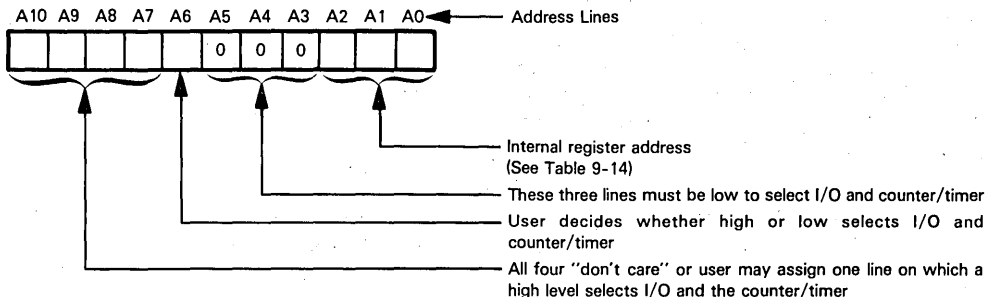 A10 A9 A8 A7 A6 A5 A4 A3 A2 A1 A0 Address Lines
0 0 0
Internal register address
(See Table 9-14)
These three lines must be low to select I/O and counter/timer
User decides whether high or low selects I/O and
counter/timer
All four "don't care" or user may assign one line on which a
high level selects I/O and the counter/timer